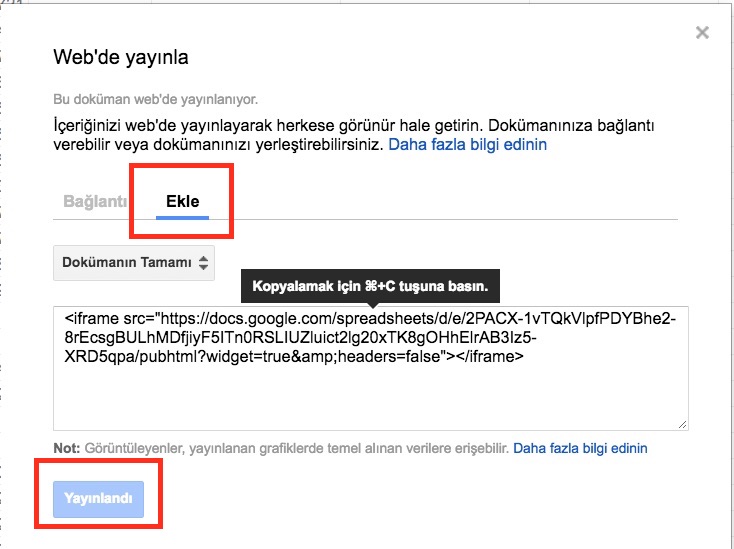 Web'de yayınla
Bu doküman web'de yayınlanıyor.
İçeriğinizi web'de yayınlayarak herkese görünür hale getirin. Dokümanınıza bağlantı
verebilir veya dokümanınızı yerleştirebilirsiniz. Daha fazla bilgi edinin
Bağlantı Ekle
Dokümanın Tamamı
Kopyalamak için ⌘+C tuşuna basın.
<iframe src="https://docs.google.com/spreadsheets/d/e/2PACX-1vTQkVlpfPDYBhe2-
8rEcsgBULhMDfjiyF5ITn0RSLIUZluict2lg20xTK8gOHhElrAB3lz5-
XRD5qpa/pubhtml?widget=true&amp;headers=false"></iframe>
Not: Görüntüleyenler, yayınlanan grafiklerde temel alınan verilere erişebilir. Daha fazla bilgi edinin
Yayınlandı